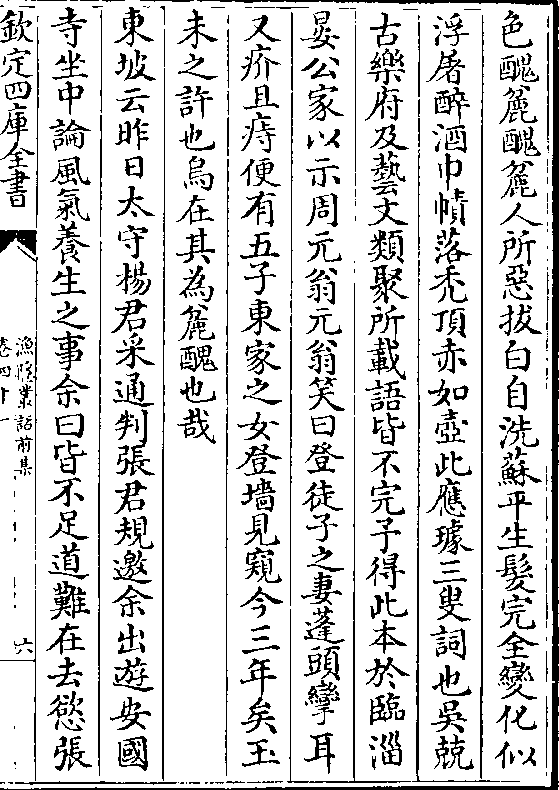 色醜麄醜麄人所惡拔白自洗蘇平生髮完全變化似
浮屠醉酒巾幘落禿頂赤如壺此應璩三叟詞也吳兢
古樂府及藝文類聚所載語皆不完予得此本於臨淄
晏公家以示周元翁元翁笑曰登徒子之妻蓬頭攣耳
又疥且痔便有五子東家之女登墻見窺今三年矣玉
未之許也烏在其為麄醜也哉
東坡云昨日太守楊君采通判張君規邀余出遊安國
寺坐中論風氣養生之事余曰皆不足道難在去慾張
欽定四庫全書
漁隱叢話前集
卷四十一
六